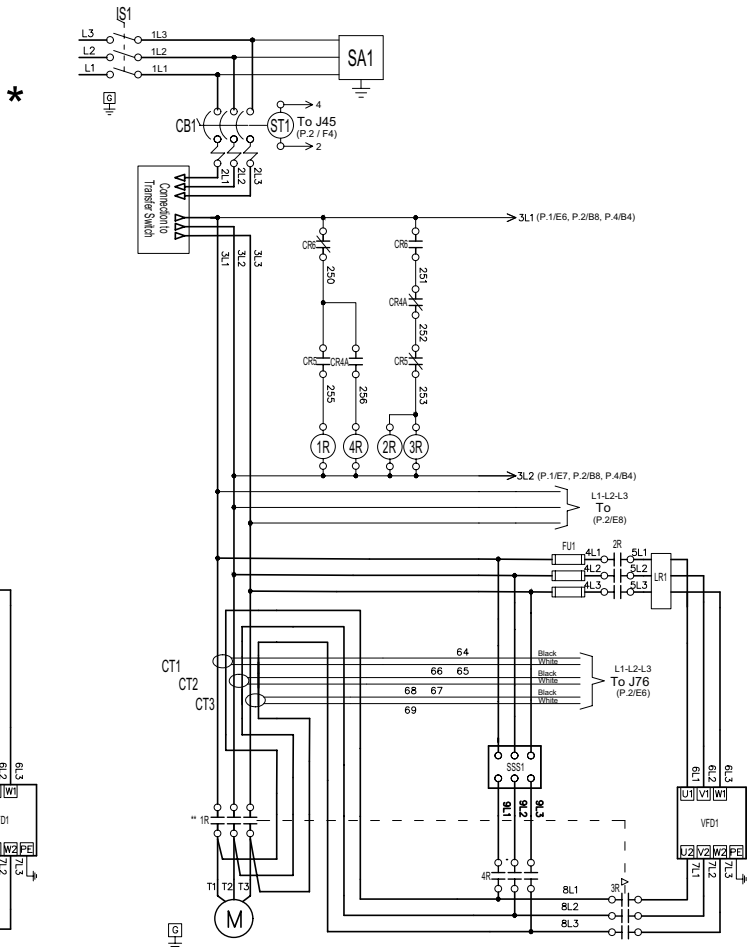 IS1
L3 1L3
L2 1L2
L1 1L1
SA1
G
*
CB1
ST1
4
To J45
(P.2 / F4)
2
2L1 2L2 2L3
Connection to
Transfer Switch
3L1 (P.1/E6, P.2/B8, P.4/B4)
3L1 3L2 3L3
CR6 CR6
250 251
CR4A
252
CR5 CR4A CR5
255 256 253
1R 4R 2R 3R
3L2 (P.1/E7, P.2/B8, P.4/B4)
L1-L2-L3
To
(P.2/E8)
FU1 2R
4L1 5L1
4L2 5L2
4L3 5L3
LR1
CT1
CT2
CT3
64 Black
White
66 65 Black
White
68 67 Black
69 White
L1-L2-L3
To J76
(P.2/E6)
SSS1
9L1 9L2 9L3
6L1 6L2 6L3
U1 V1 W1
VFD1
U2 V2 W2 PE
7L1 7L2 7L3
6L2 6L3
W1
D1
W2 PE
7L2 7L3
** 1R
4R
T1 T2 T3
M
G
8L1 3R
8L2
8L3